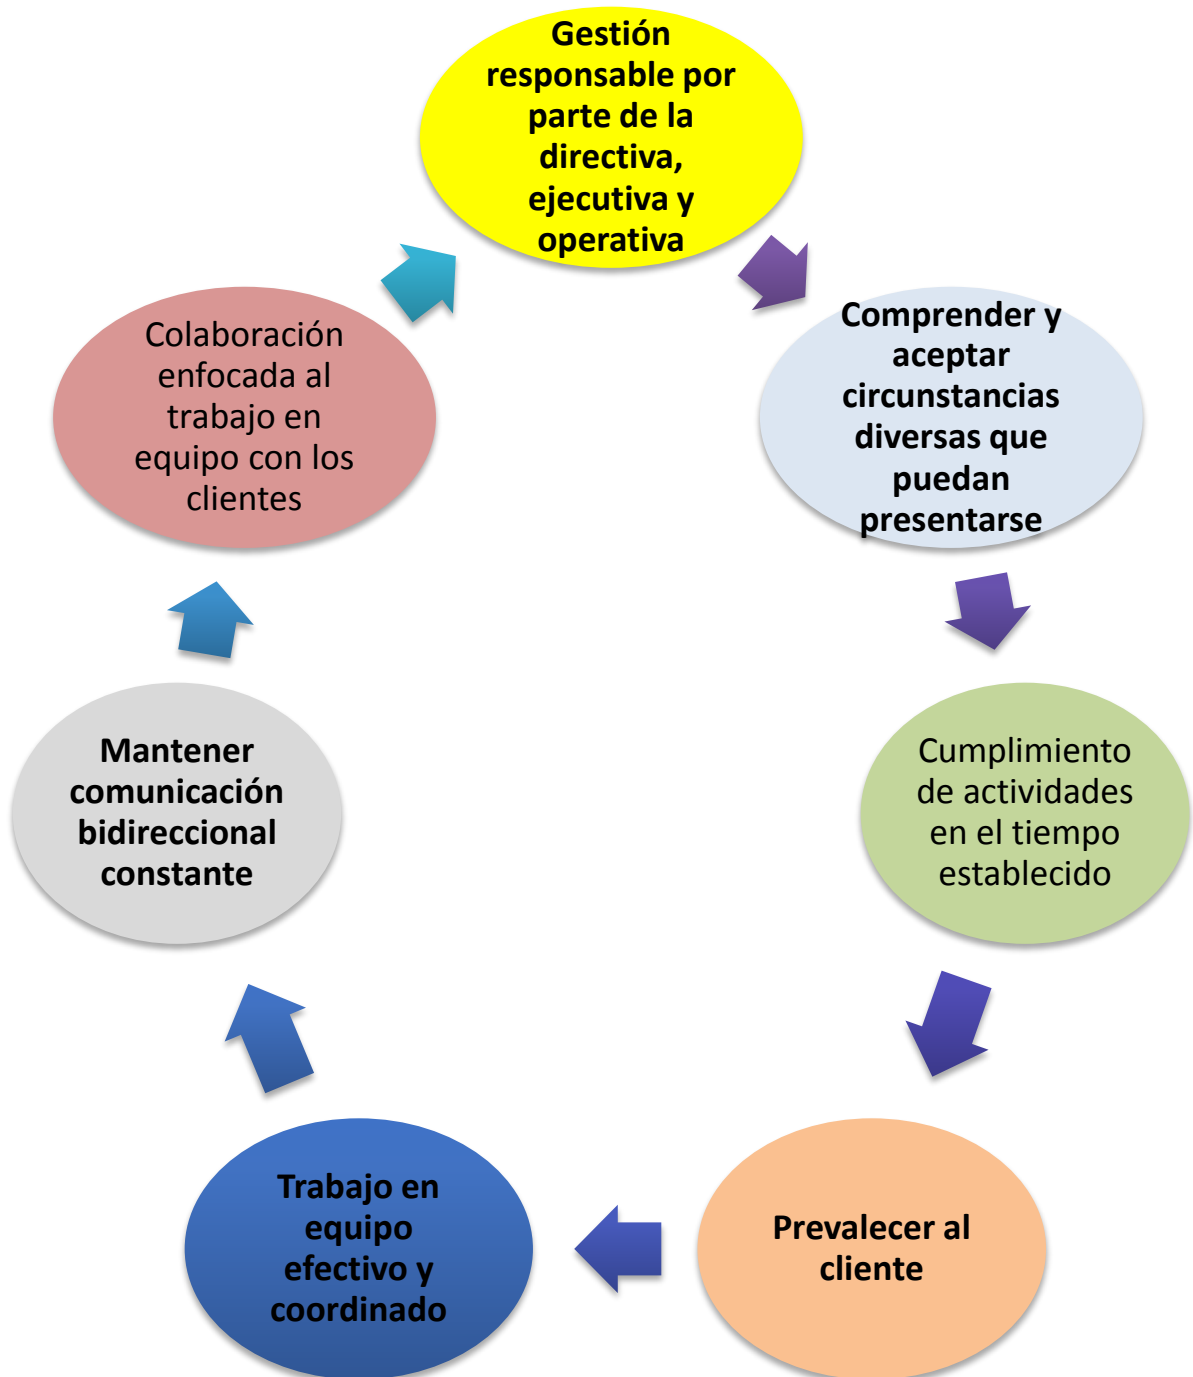 Gestión
responsable por
parte de la
directiva,
ejecutiva y
operativa
Comprender y
aceptar
circunstancias
diversas que
puedan
presentarse
Cumplimiento
de actividades
en el tiempo
establecido
Prevalecer al
cliente
Trabajo en
equipo
efectivo y
coordinado
Mantener
comunicación
bidireccional
constante
Colaboración
enfocada al
trabajo en
equipo con los
clientes